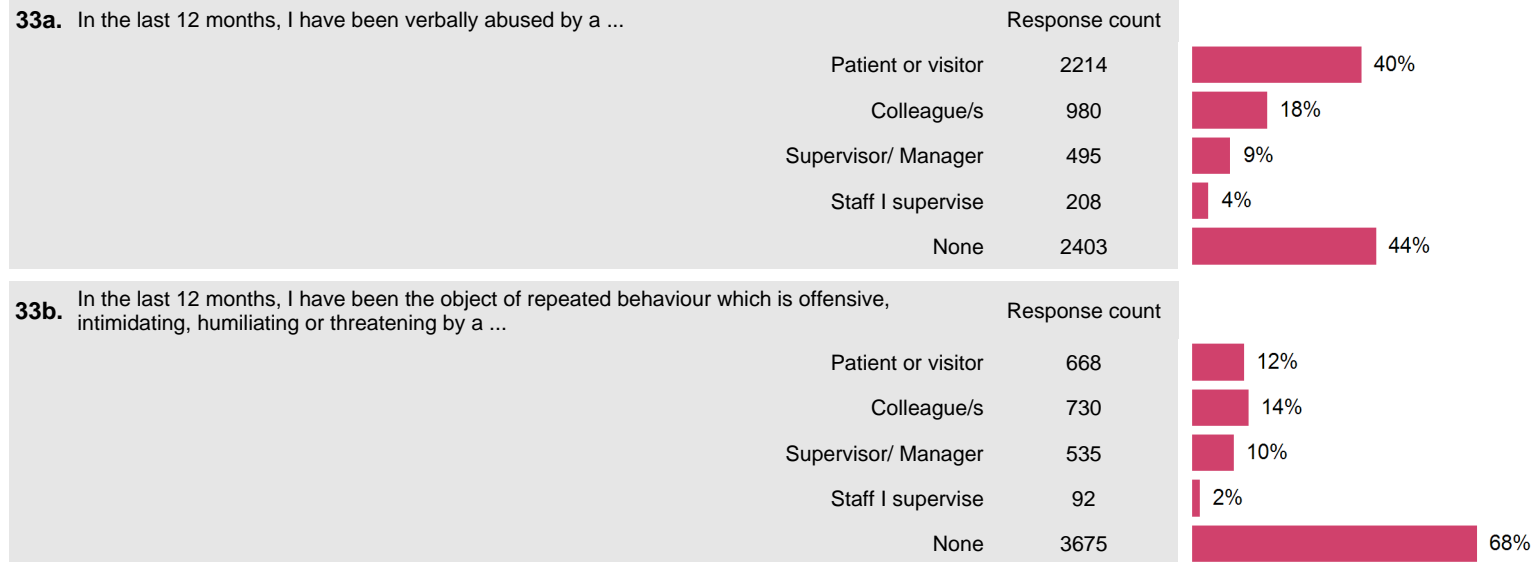 33a. In the last 12 months, I have been verbally abused by a ... Response count
Patient or visitor 2214 40%
Colleague/s 980 18%
Supervisor/ Manager 495 9%
Staff I supervise 208 4%
None 2403 44%
33b. In the last 12 months, I have been the object of repeated behaviour which is offensive,
intimidating, humiliating or threatening by a ... Response count
Patient or visitor 668 12%
Colleague/s 730 14%
Supervisor/ Manager 535 10%
Staff I supervise 92 2%
None 3675 68%